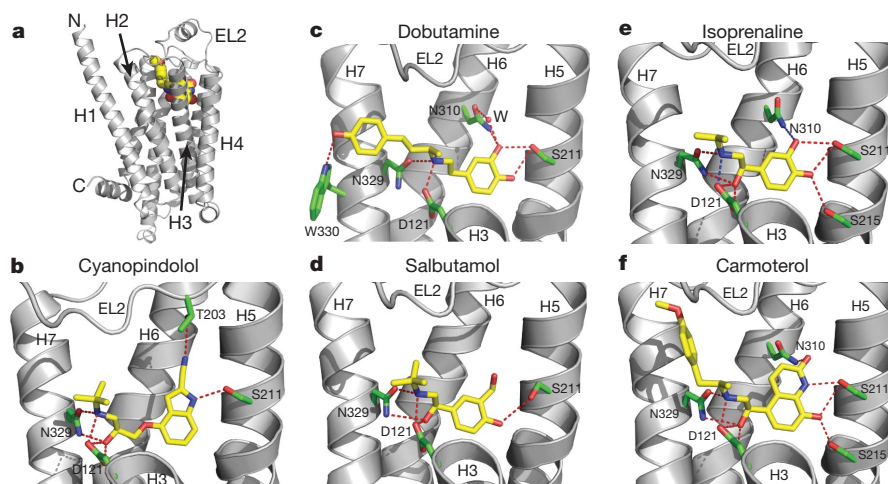 a
N
H2
EL2
H1
H4
C
H3
b Cyanopindolol
EL2
T203
H7
H6
H5
S211
N329
D121
H3
c Dobutamine
EL2
H7
H6
H5
N310
W
S211
N329
D121
W330
H3
d Salbutamol
EL2
H7
H6
H5
S211
N329
D121
H3
e Isoprenaline
EL2
H7
H6
H5
N310
S211
N329
D121
S215
H3
f Carmoterol
H7
EL2
H6
N310
H5
S211
N329
D121
S215
H3